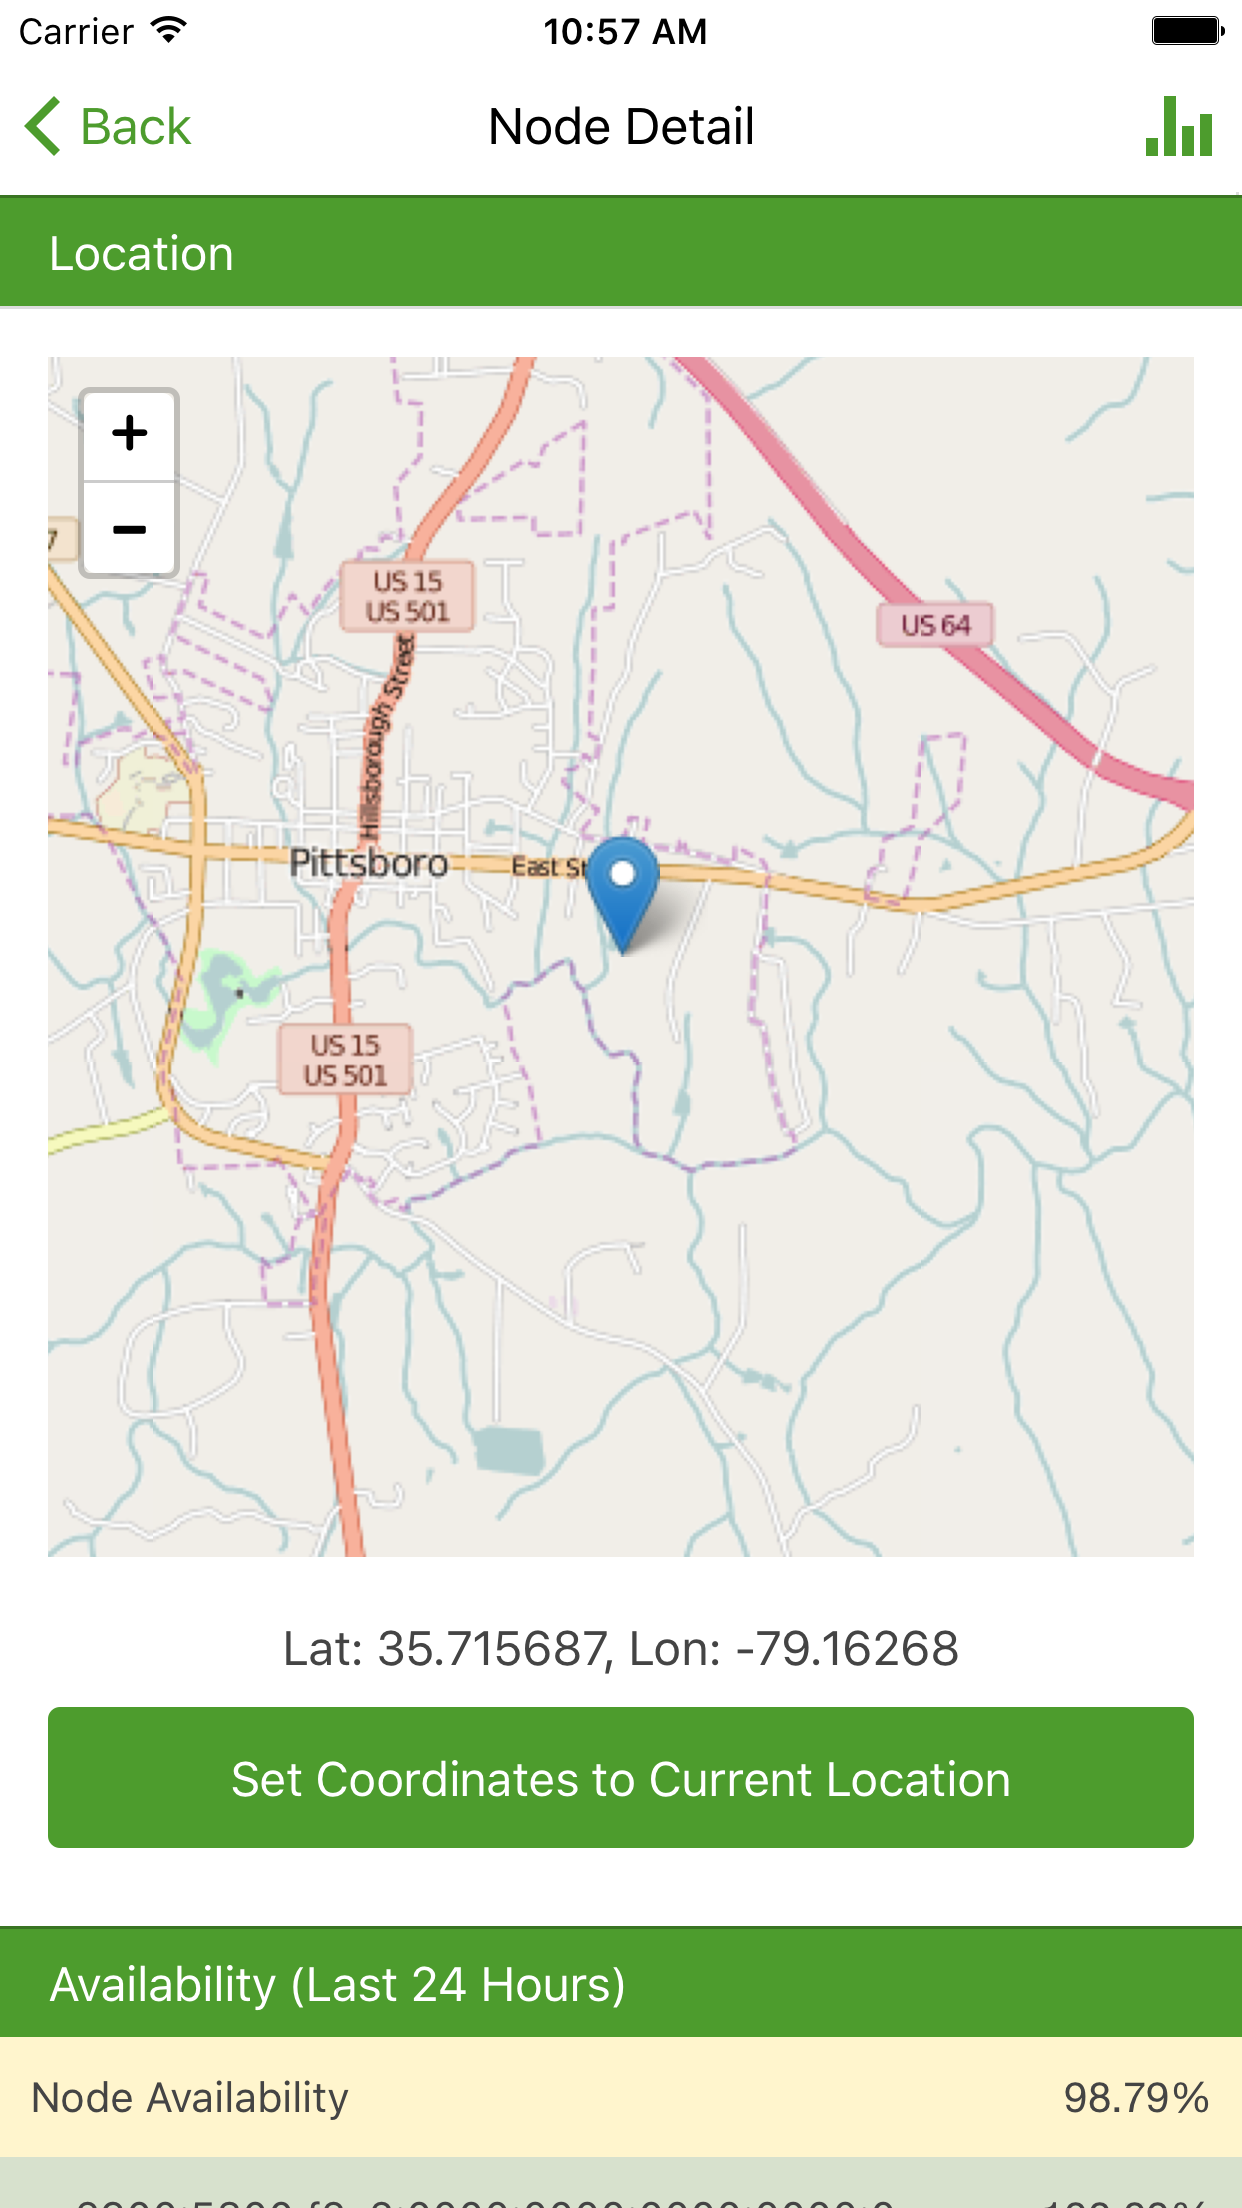 Carrier 10:57 AM
Back Node Detail
Location
+
−
7
US 15
US 501
US 64
Hillsborough Street
Pittsboro
East St
US 15
US 501
Lat: 35.715687, Lon: -79.16268
Set Coordinates to Current Location
Availability (Last 24 Hours)
Node Availability 98.79%